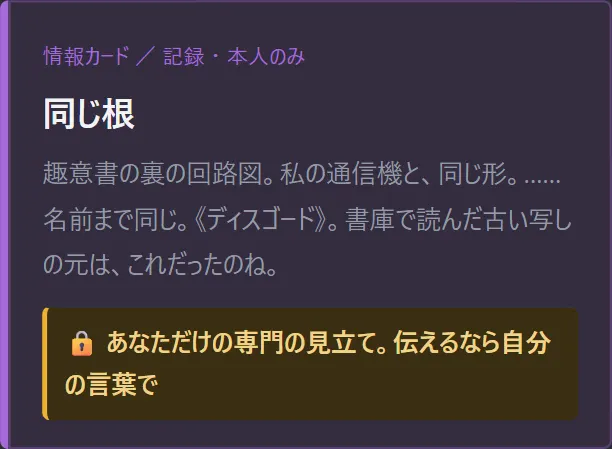 情報カード ／ 記録 · 本人のみ
同じ根
趣意書の裏の回路図。私の通信機と、同じ形。……
名前まで同じ。《ディスゴード》。書庫で読んだ古い写し
の元は、これだったのね。
🔒 あなただけの専門の見立て。伝えるなら自分
の言葉で